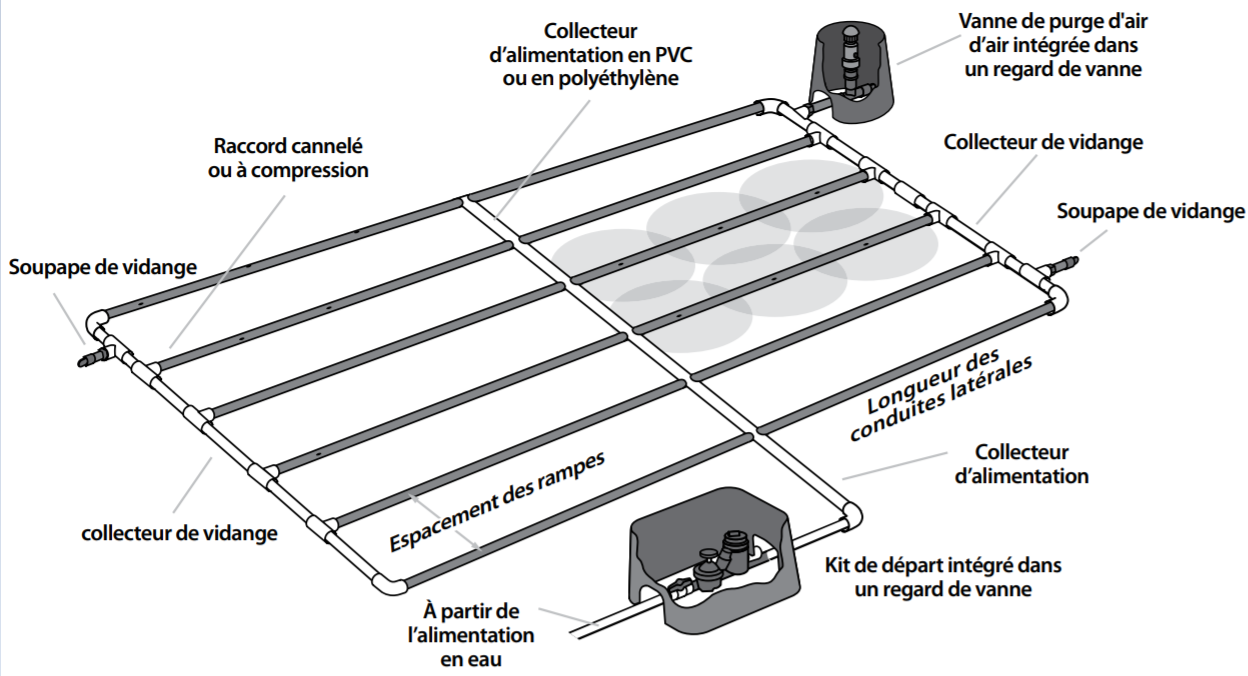 Collecteur
d'alimentation en PVC
ou en polyéthylène
Vanne de purge d'air
d'air intégrée dans
un regard de vanne
Raccord cannelé
ou à compression
Collecteur de vidange
Soupape de vidange
Soupape de vidange
Longueur des
conduites latérales
Espacement des rampes
Collecteur
d'alimentation
collecteur de vidange
Kit de départ intégré dans
un regard de vanne
À partir de
l'alimentation
en eau